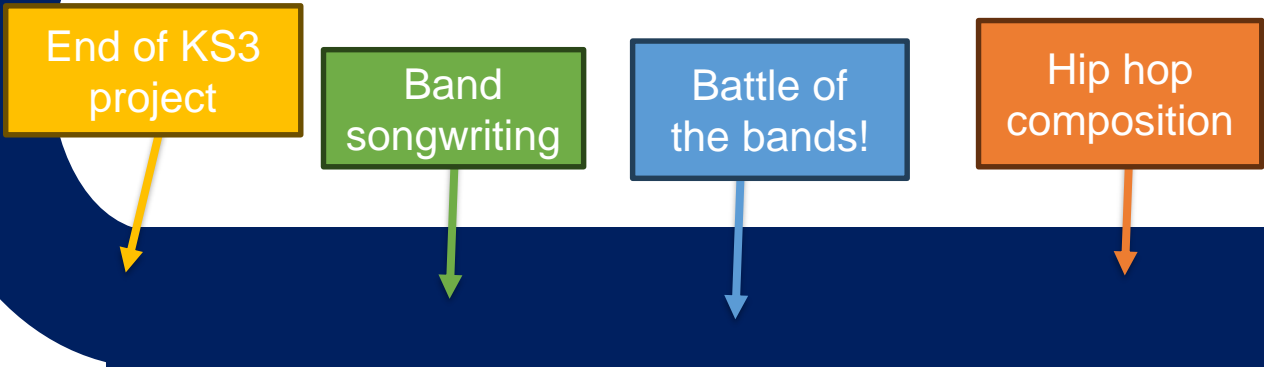 End of KS3
project
Band
songwriting
Battle of
the bands!
Hip hop
composition